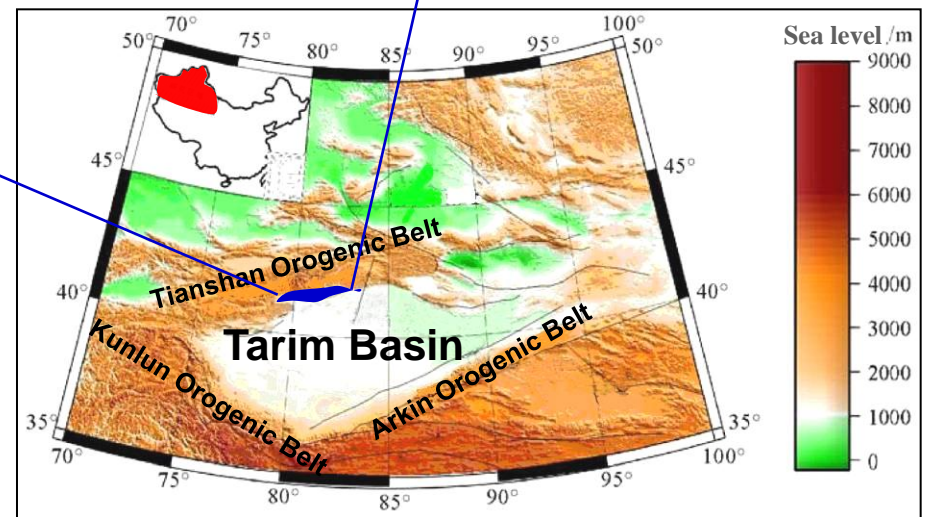 70° 75° 80° 85° 90° 95° 100°
50° 50°
45° 45°
40° 40°
35° 35°
70° 75° 80° 85° 90° 95° 100°
Tianshan Orogenic Belt
Tarim Basin
Kunlun Orogenic Belt
Arkin Orogenic Belt
Sea level /m
9000
8000
7000
6000
5000
4000
3000
2000
1000
0